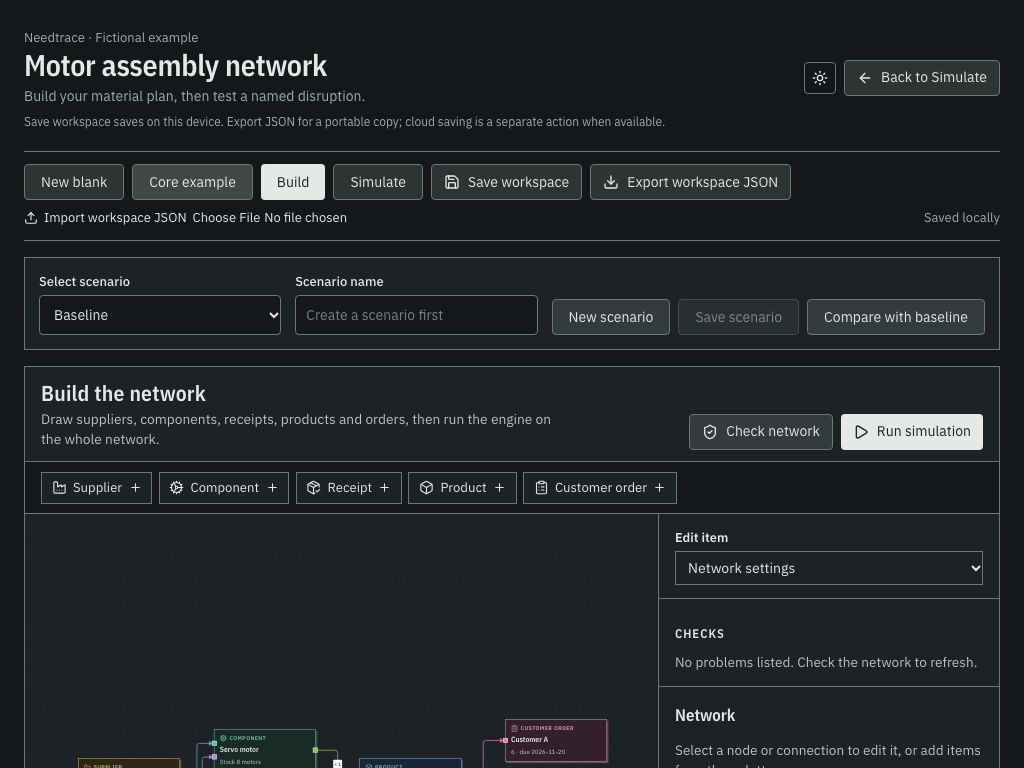 Needtrace · Fictional example
Motor assembly network
Build your material plan, then test a named disruption.
Save workspace saves on this device. Export JSON for a portable copy; cloud saving is a separate action when available.
Back to Simulate
New blank
Core example
Build
Simulate
Save workspace
Export workspace JSON
Import workspace JSON Choose File No file chosen
Saved locally
Select scenario
Baseline
Scenario name
Create a scenario first
New scenario
Save scenario
Compare with baseline
Build the network
Draw suppliers, components, receipts, products and orders, then run the engine on
the whole network.
Check network
Run simulation
Supplier +
Component +
Receipt +
Product +
Customer order +
Edit item
Network settings
CHECKS
No problems listed. Check the network to refresh.
Network
Select a node or connection to edit it, or add items
CUSTOMER ORDER
Customer A
6 · due 2026-11-20
COMPONENT
Servo motor
Stock 8 motors
SUPPLIER
PRODUCT